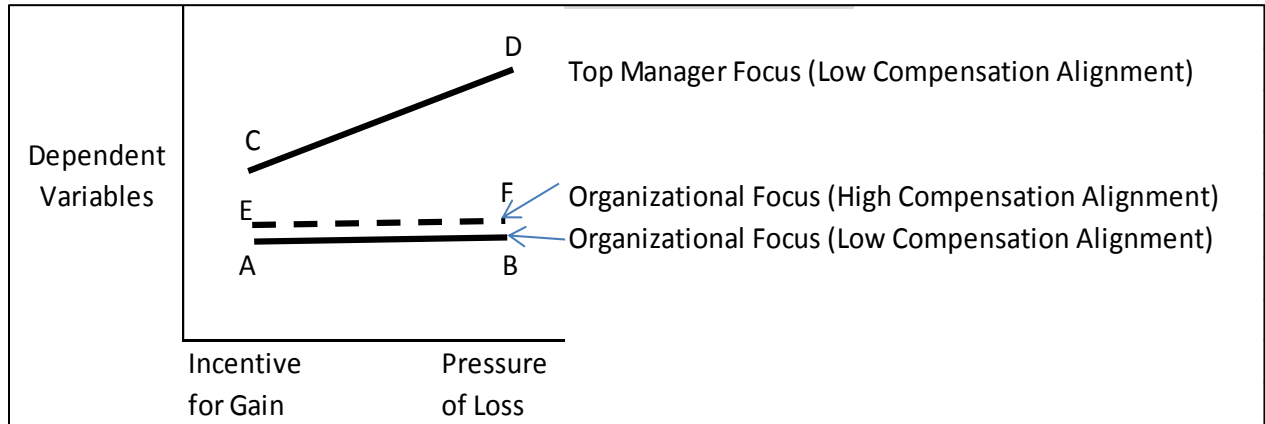 D
Top Manager Focus (Low Compensation Alignment)
C
Dependent
Variables
E
F
Organizational Focus (High Compensation Alignment)
Organizational Focus (Low Compensation Alignment)
A
B
Incentive
for Gain
Pressure
of Loss